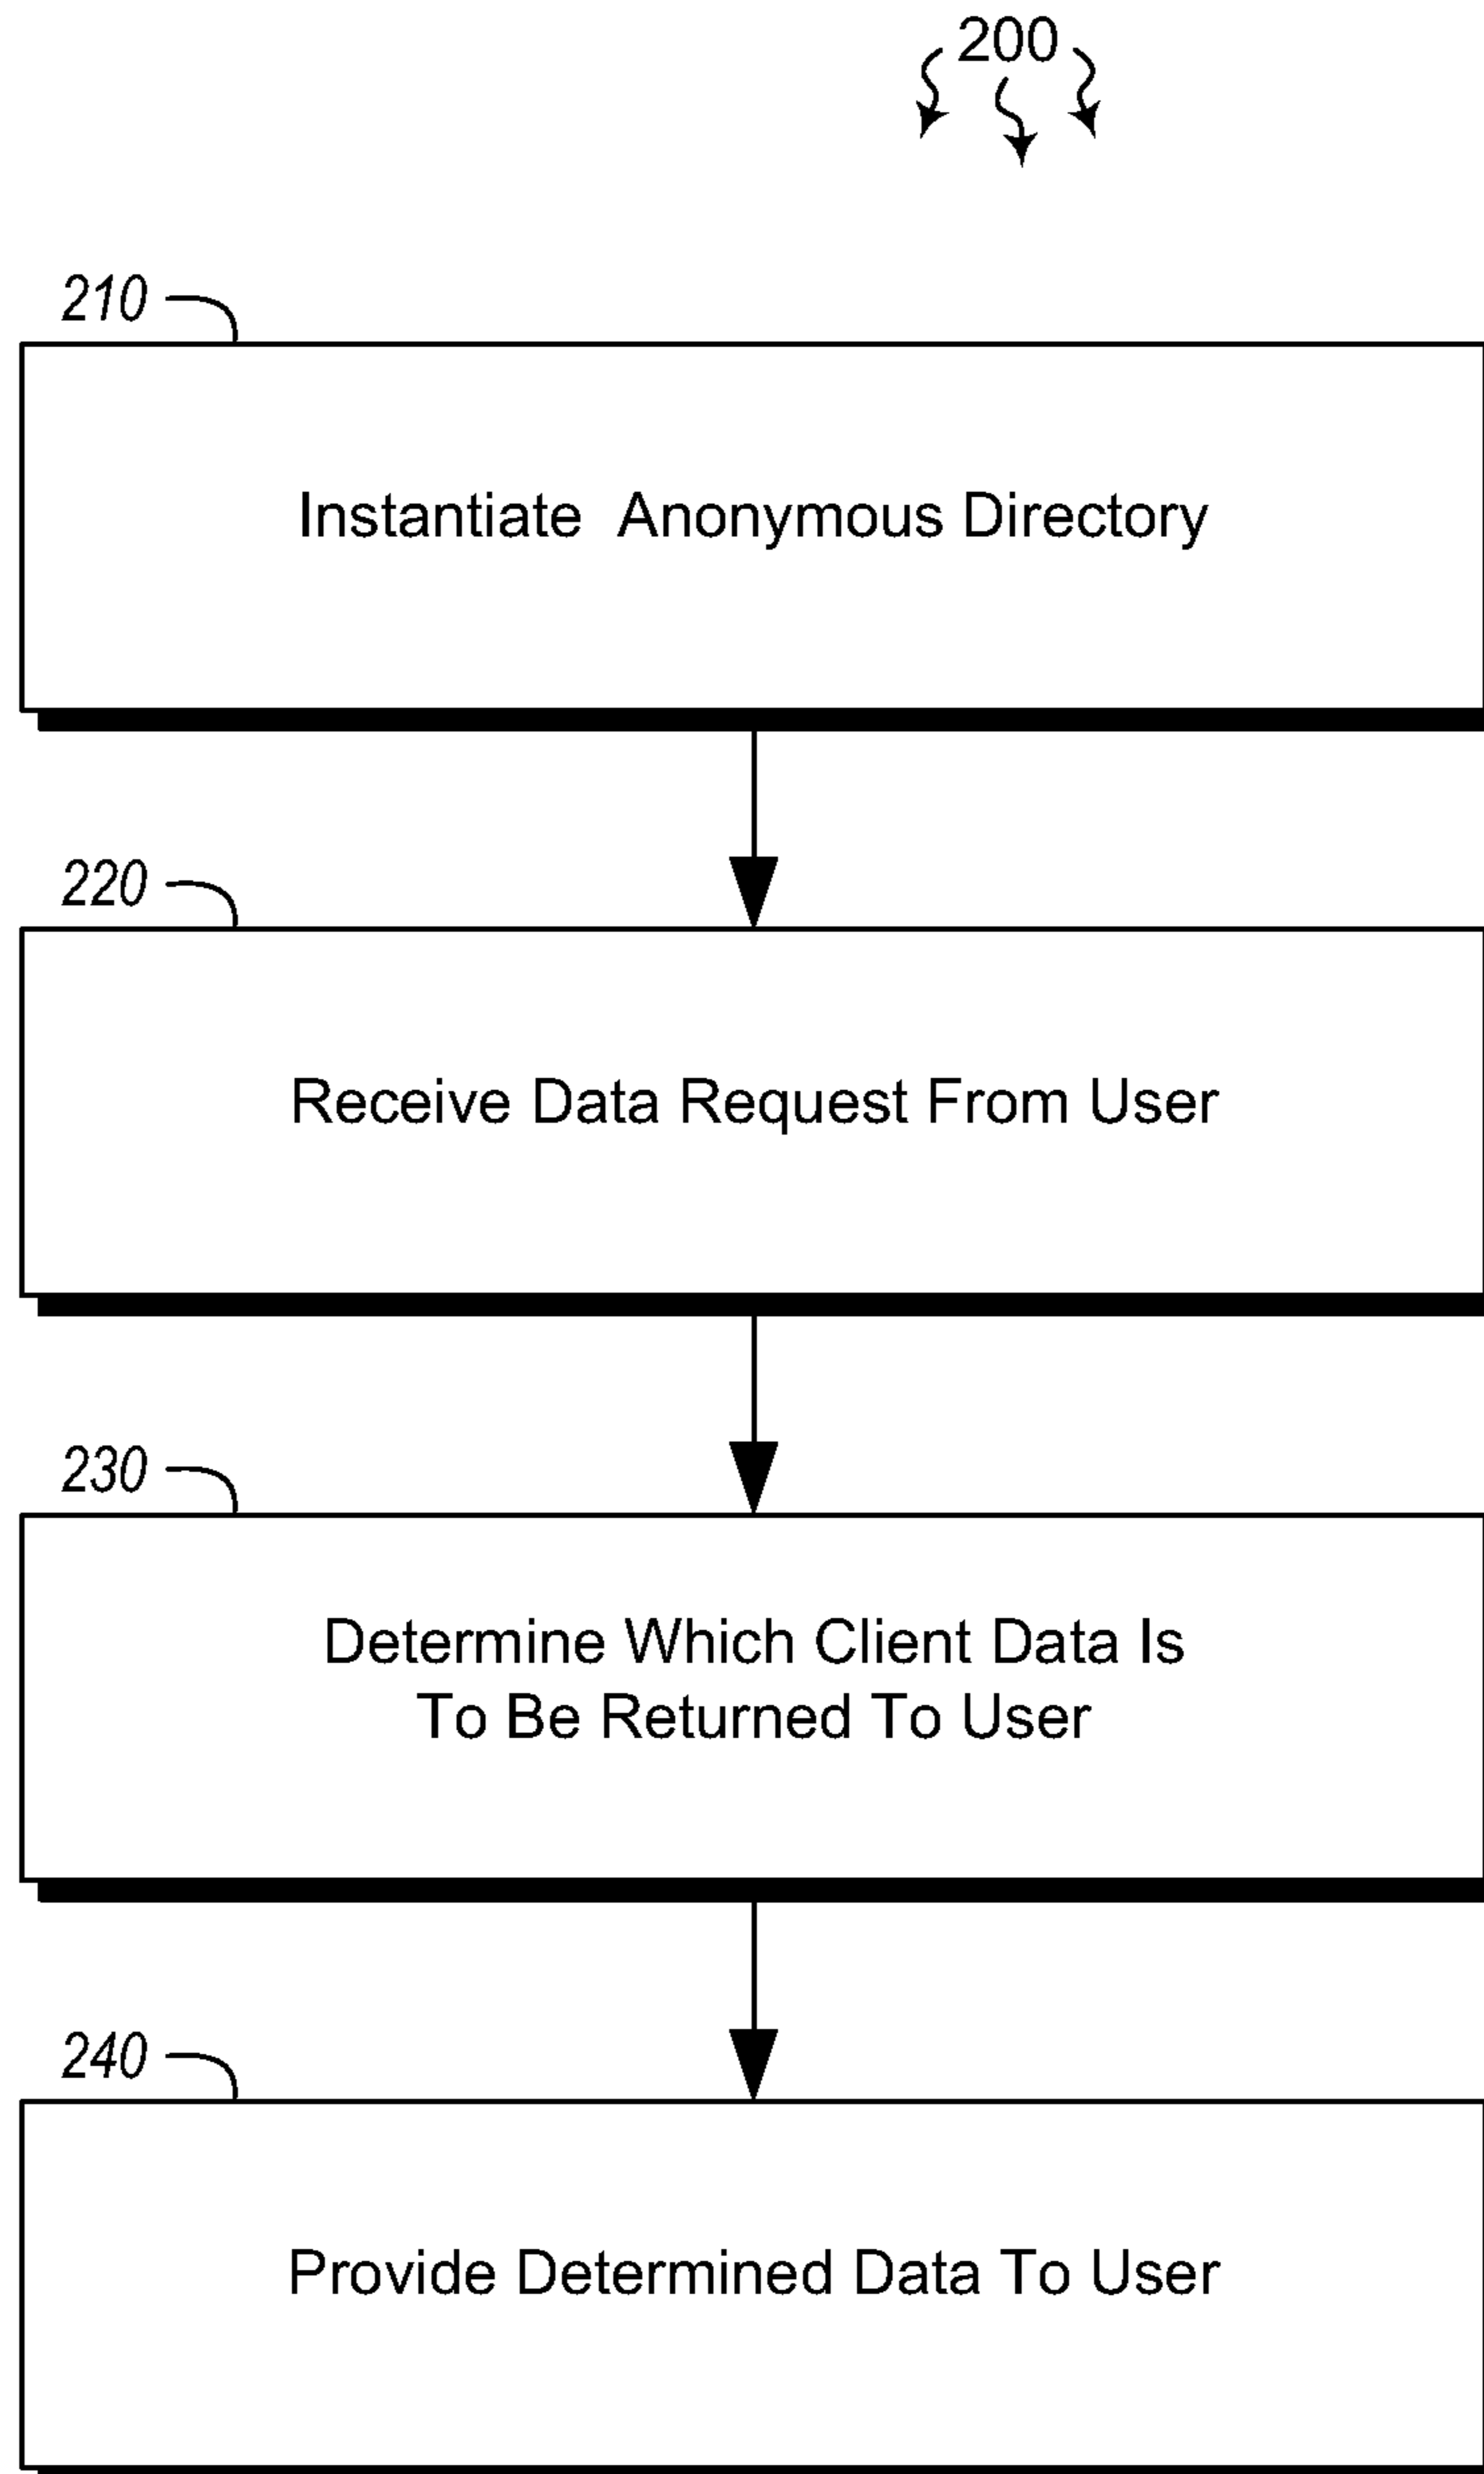 200
210
Instantiate Anonymous Directory
220
Receive Data Request From User
230
Determine Which Client Data Is
To Be Returned To User
240
Provide Determined Data To User